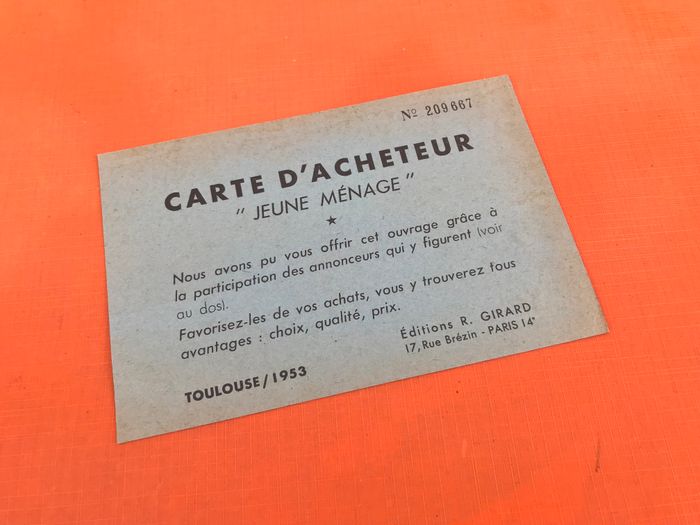 Nº 209667
CARTE D'ACHETEUR
" JEUNE MÉNAGE "
★
Nous avons pu vous offrir cet ouvrage grâce à
la participation des annonceurs qui y figurent (voir
au dos).
Favorisez-les de vos achats, vous y trouverez tous
avantages : choix, qualité, prix.
Éditions R. GIRARD
17, Rue Brézin - PARIS 14ᵉ
TOULOUSE/1953